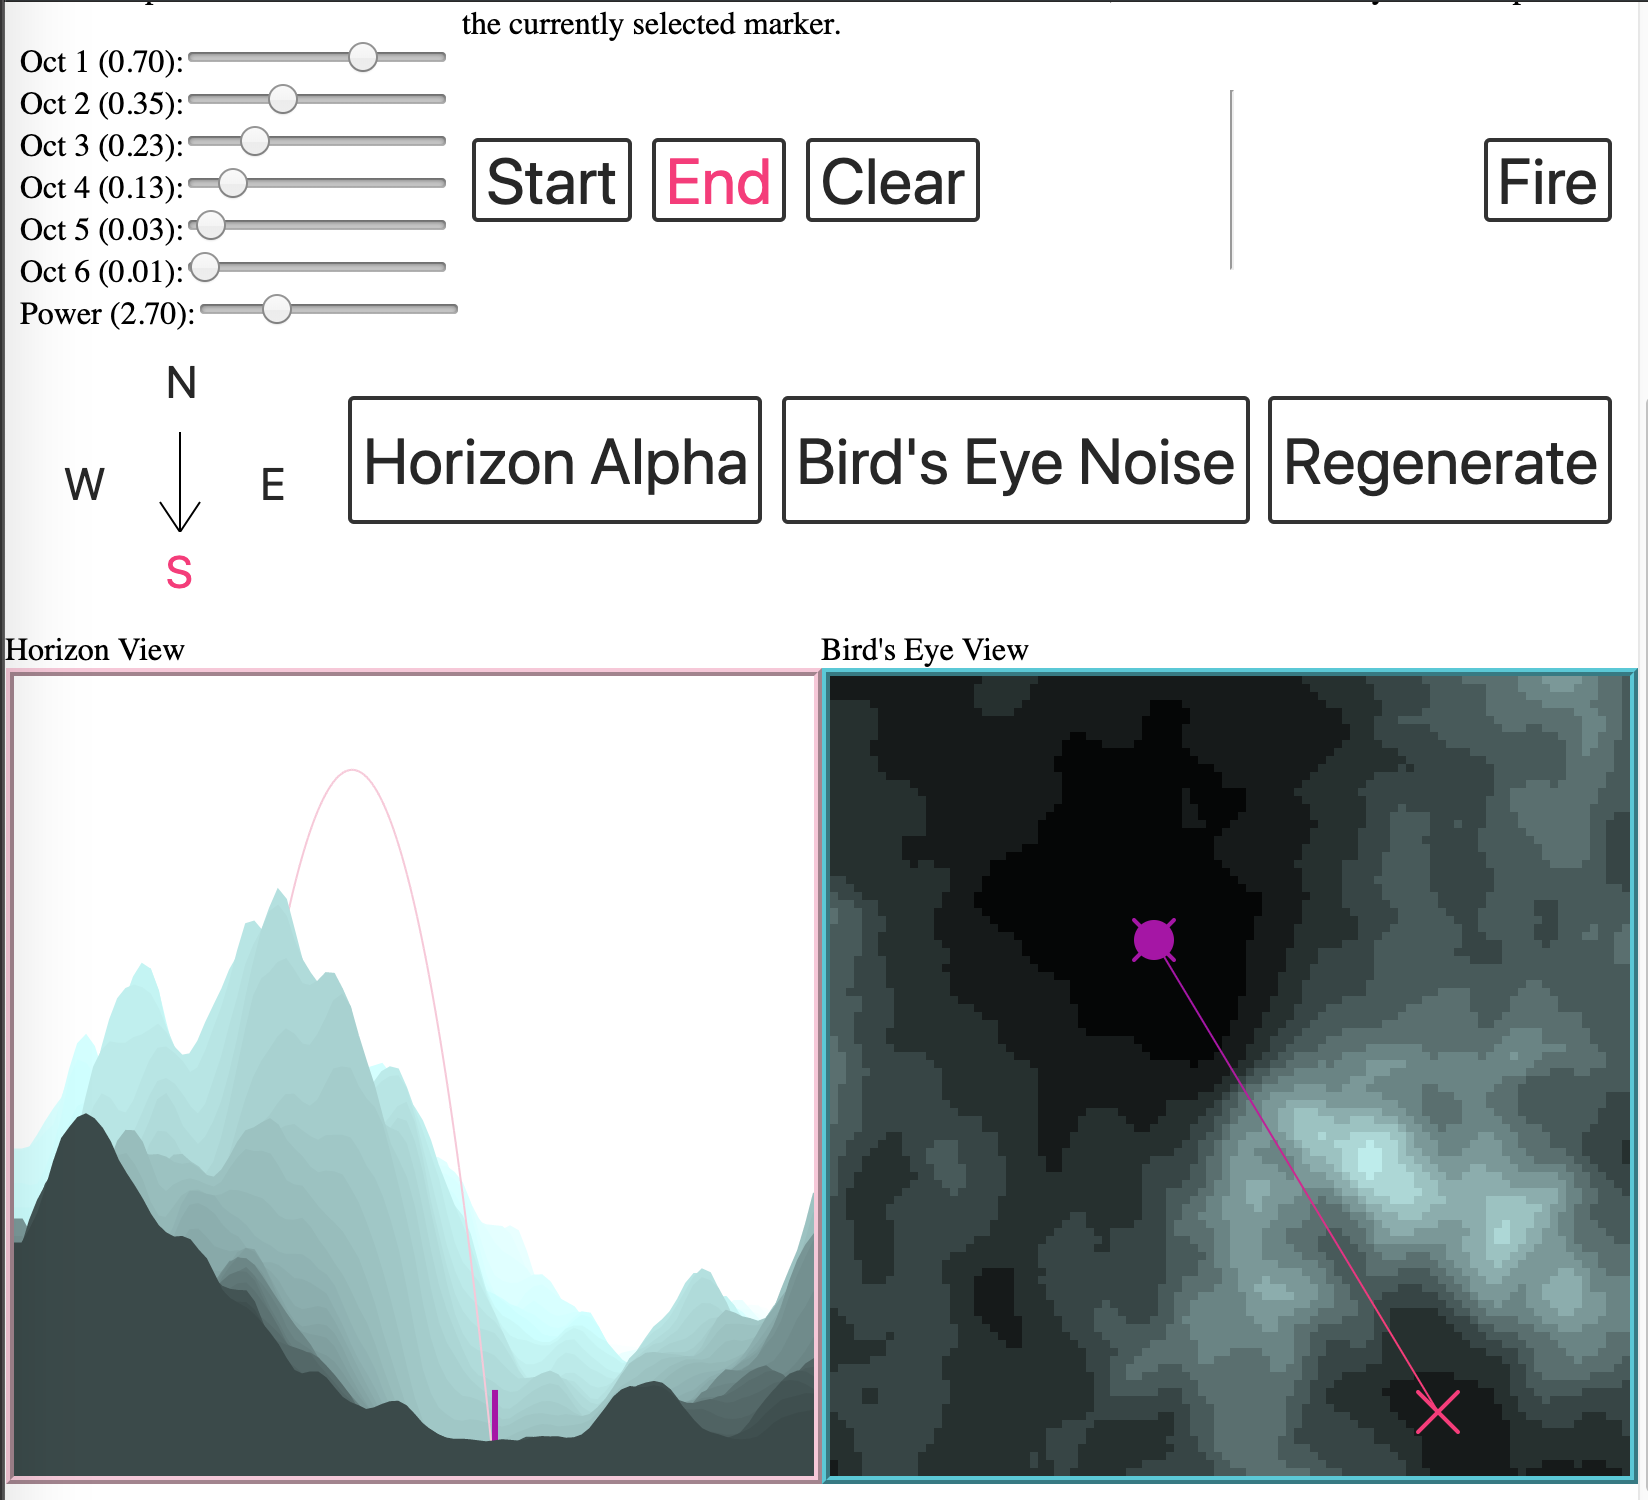 the currently selected marker.
Oct 1 (0.70):
Oct 2 (0.35):
Oct 3 (0.23):
Oct 4 (0.13):
Oct 5 (0.03):
Oct 6 (0.01):
Power (2.70):
Start End Clear Fire
N
W E
S
Horizon Alpha Bird's Eye Noise Regenerate
Horizon View Bird's Eye View